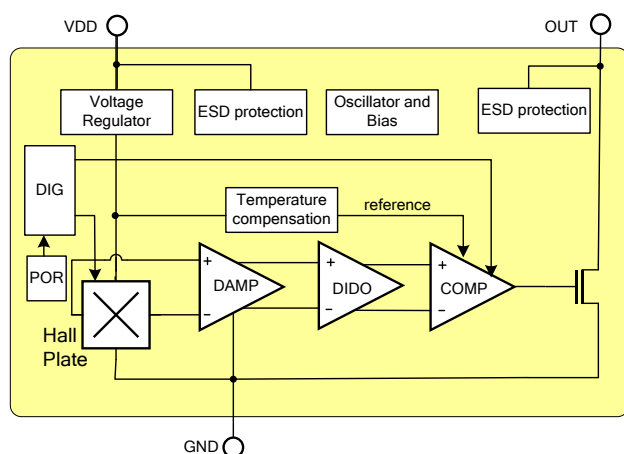 VDD
OUT
Voltage
Regulator
ESD protection
Oscillator and
Bias
ESD protection
DIG
Temperature
compensation
reference
POR
+
DAMP
−
+
DIDO
−
+
COMP
−
Hall
Plate
GND